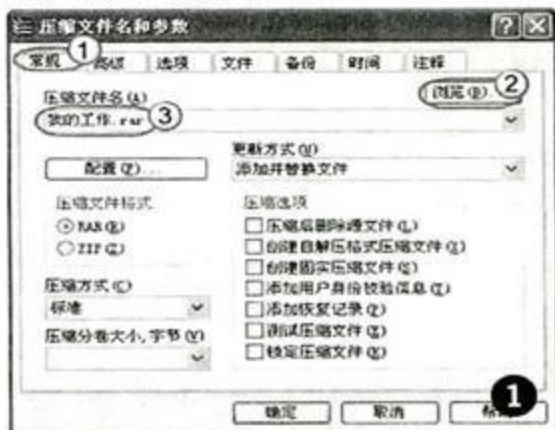 压缩文件名和参数
① 常规 高级 选项 文件 备份 时间 注释
压缩文件名(A)
浏览(B)... ②
我的工作.rar ③
更新方式(U)
配置(F)...
添加并替换文件
压缩文件格式
RAR(R)
ZIP(Z)
压缩选项
压缩后删除源文件(L)
创建自解压格式压缩文件(X)
创建固实压缩文件(S)
添加用户身份校验信息(T)
添加恢复记录(P)
测试压缩文件(K)
锁定压缩文件(K)
压缩方式(C)
标准
压缩分卷大小,字节(V)
确定
取消
❶